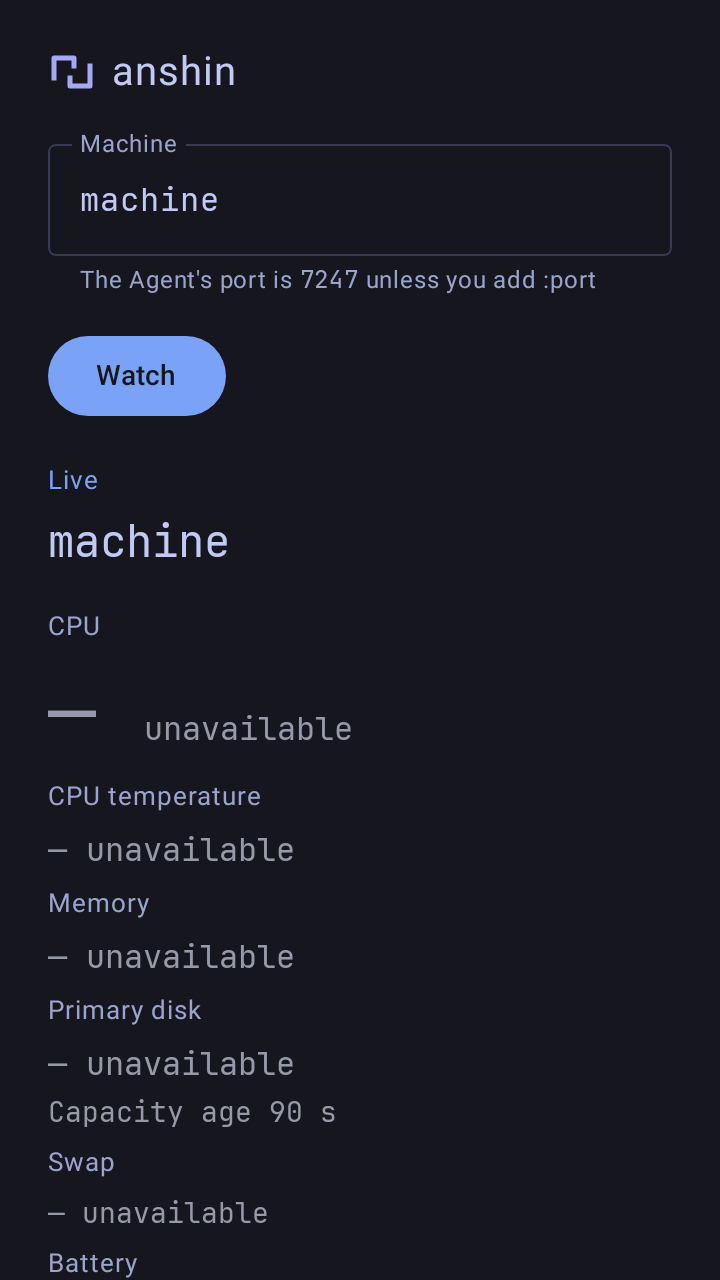 anshin
Machine
machine
The Agent's port is 7247 unless you add :port
Watch
Live
machine
CPU
— unavailable
CPU temperature
— unavailable
Memory
— unavailable
Primary disk
— unavailable
Capacity age 90 s
Swap
— unavailable
Battery